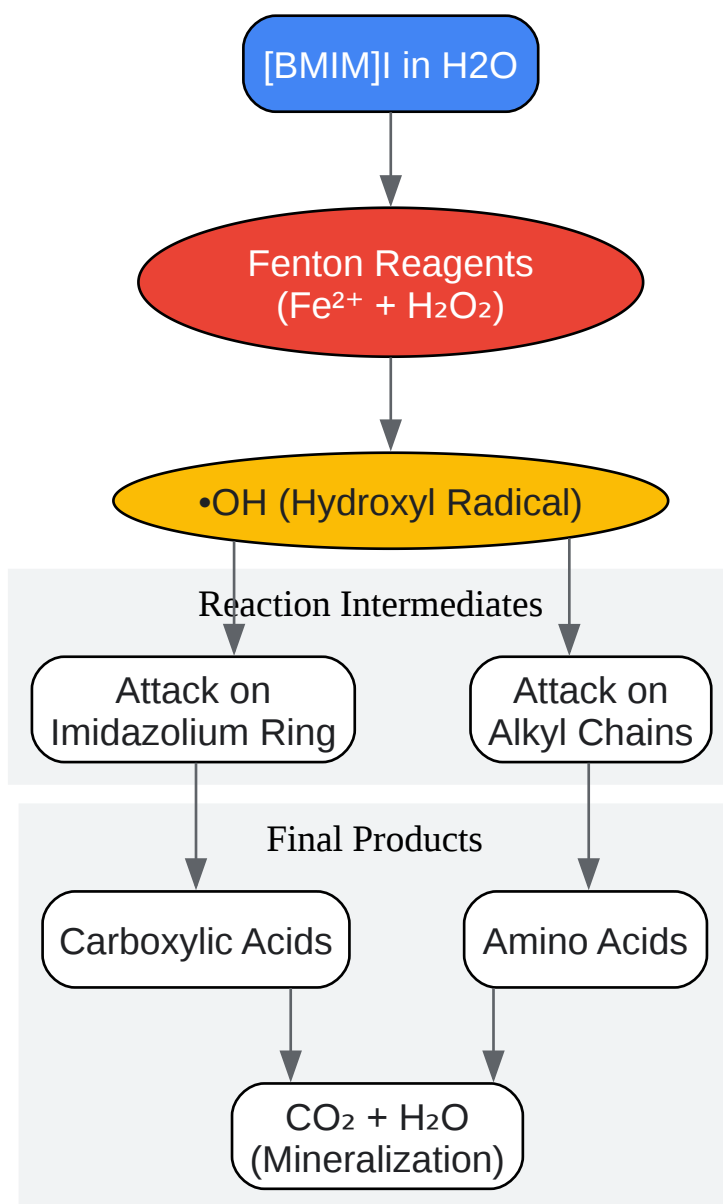 [BMIM]I in H2O
Fenton Reagents
(Fe²⁺ + H₂O₂)
•OH (Hydroxyl Radical)
Reaction Intermediates
Attack on
Imidazolium Ring
Attack on
Alkyl Chains
Final Products
Carboxylic Acids
Amino Acids
CO₂ + H₂O
(Mineralization)